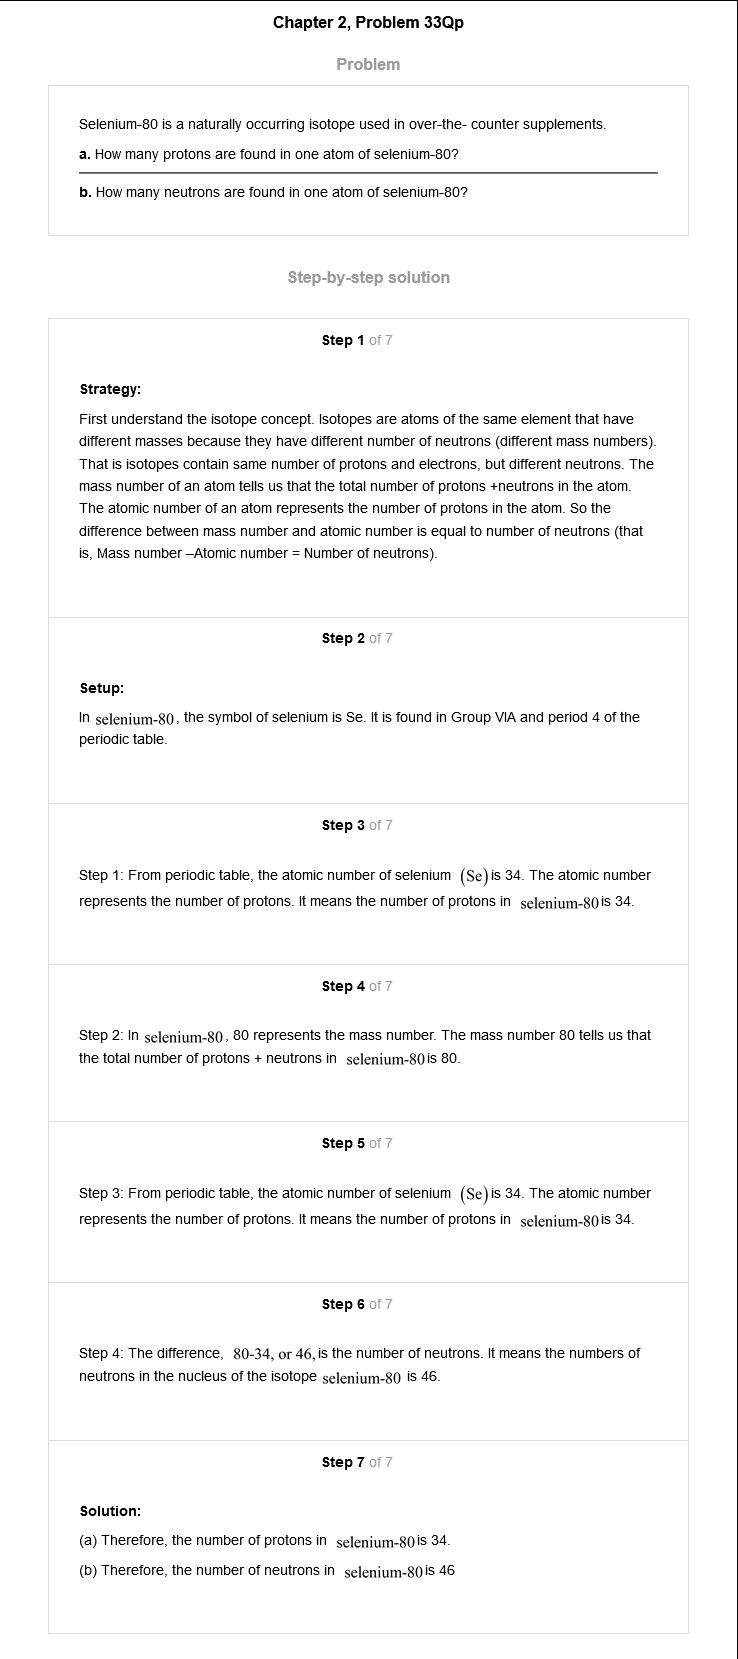 Chapter 2, Problem 33Qp
Problem
Selenium-80 is a naturally occurring isotope used in over-the- counter supplements.
a. How many protons are found in one atom of selenium-80?
b. How many neutrons are found in one atom of selenium-80?
Step-by-step solution
Step 1 of 7
Strategy:
First understand the isotope concept. Isotopes are atoms of the same element that have
different masses because they have different number of neutrons (different mass numbers).
That is isotopes contain same number of protons and electrons, but different neutrons. The
mass number of an atom tells us that the total number of protons +neutrons in the atom.
The atomic number of an atom represents the number of protons in the atom. So the
difference between mass number and atomic number is equal to number of neutrons (that
is, Mass number –Atomic number = Number of neutrons).
Step 2 of 7
Setup:
In selenium-80, the symbol of selenium is Se. It is found in Group VIA and period 4 of the
periodic table.
Step 3 of 7
Step 1: From periodic table, the atomic number of selenium (Se) is 34. The atomic number
represents the number of protons. It means the number of protons in selenium-80 is 34.
Step 4 of 7
Step 2: In selenium-80, 80 represents the mass number. The mass number 80 tells us that
the total number of protons + neutrons in selenium-80 is 80.
Step 5 of 7
Step 3: From periodic table, the atomic number of selenium (Se) is 34. The atomic number
represents the number of protons. It means the number of protons in selenium-80 is 34.
Step 6 of 7
Step 4: The difference, 80-34, or 46, is the number of neutrons. It means the numbers of
neutrons in the nucleus of the isotope selenium-80 is 46.
Step 7 of 7
Solution:
(a) Therefore, the number of protons in selenium-80 is 34.
(b) Therefore, the number of neutrons in selenium-80 is 46